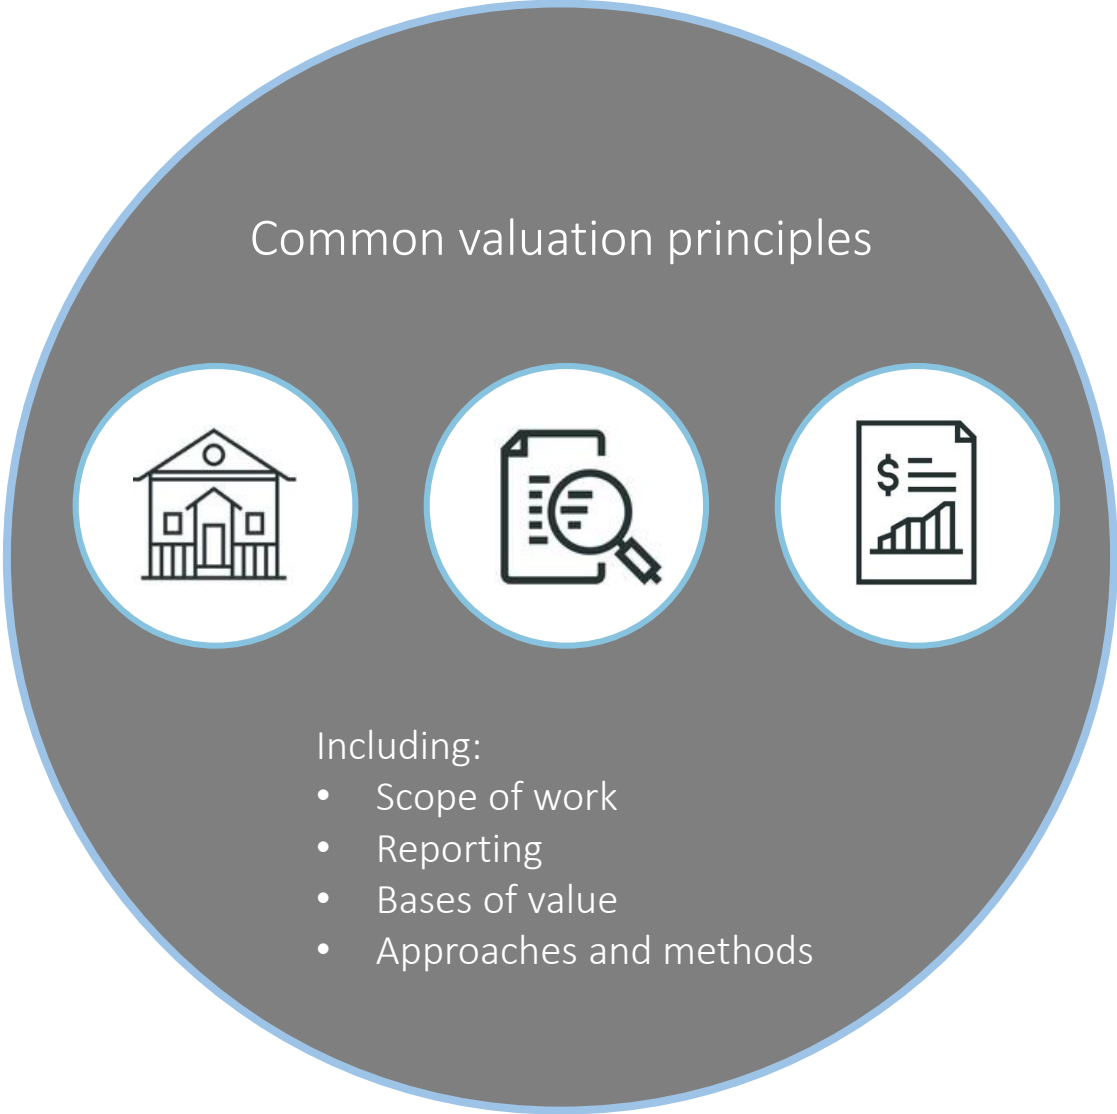 Common valuation principles
$
Including:
• Scope of work
• Reporting
• Bases of value
• Approaches and methods